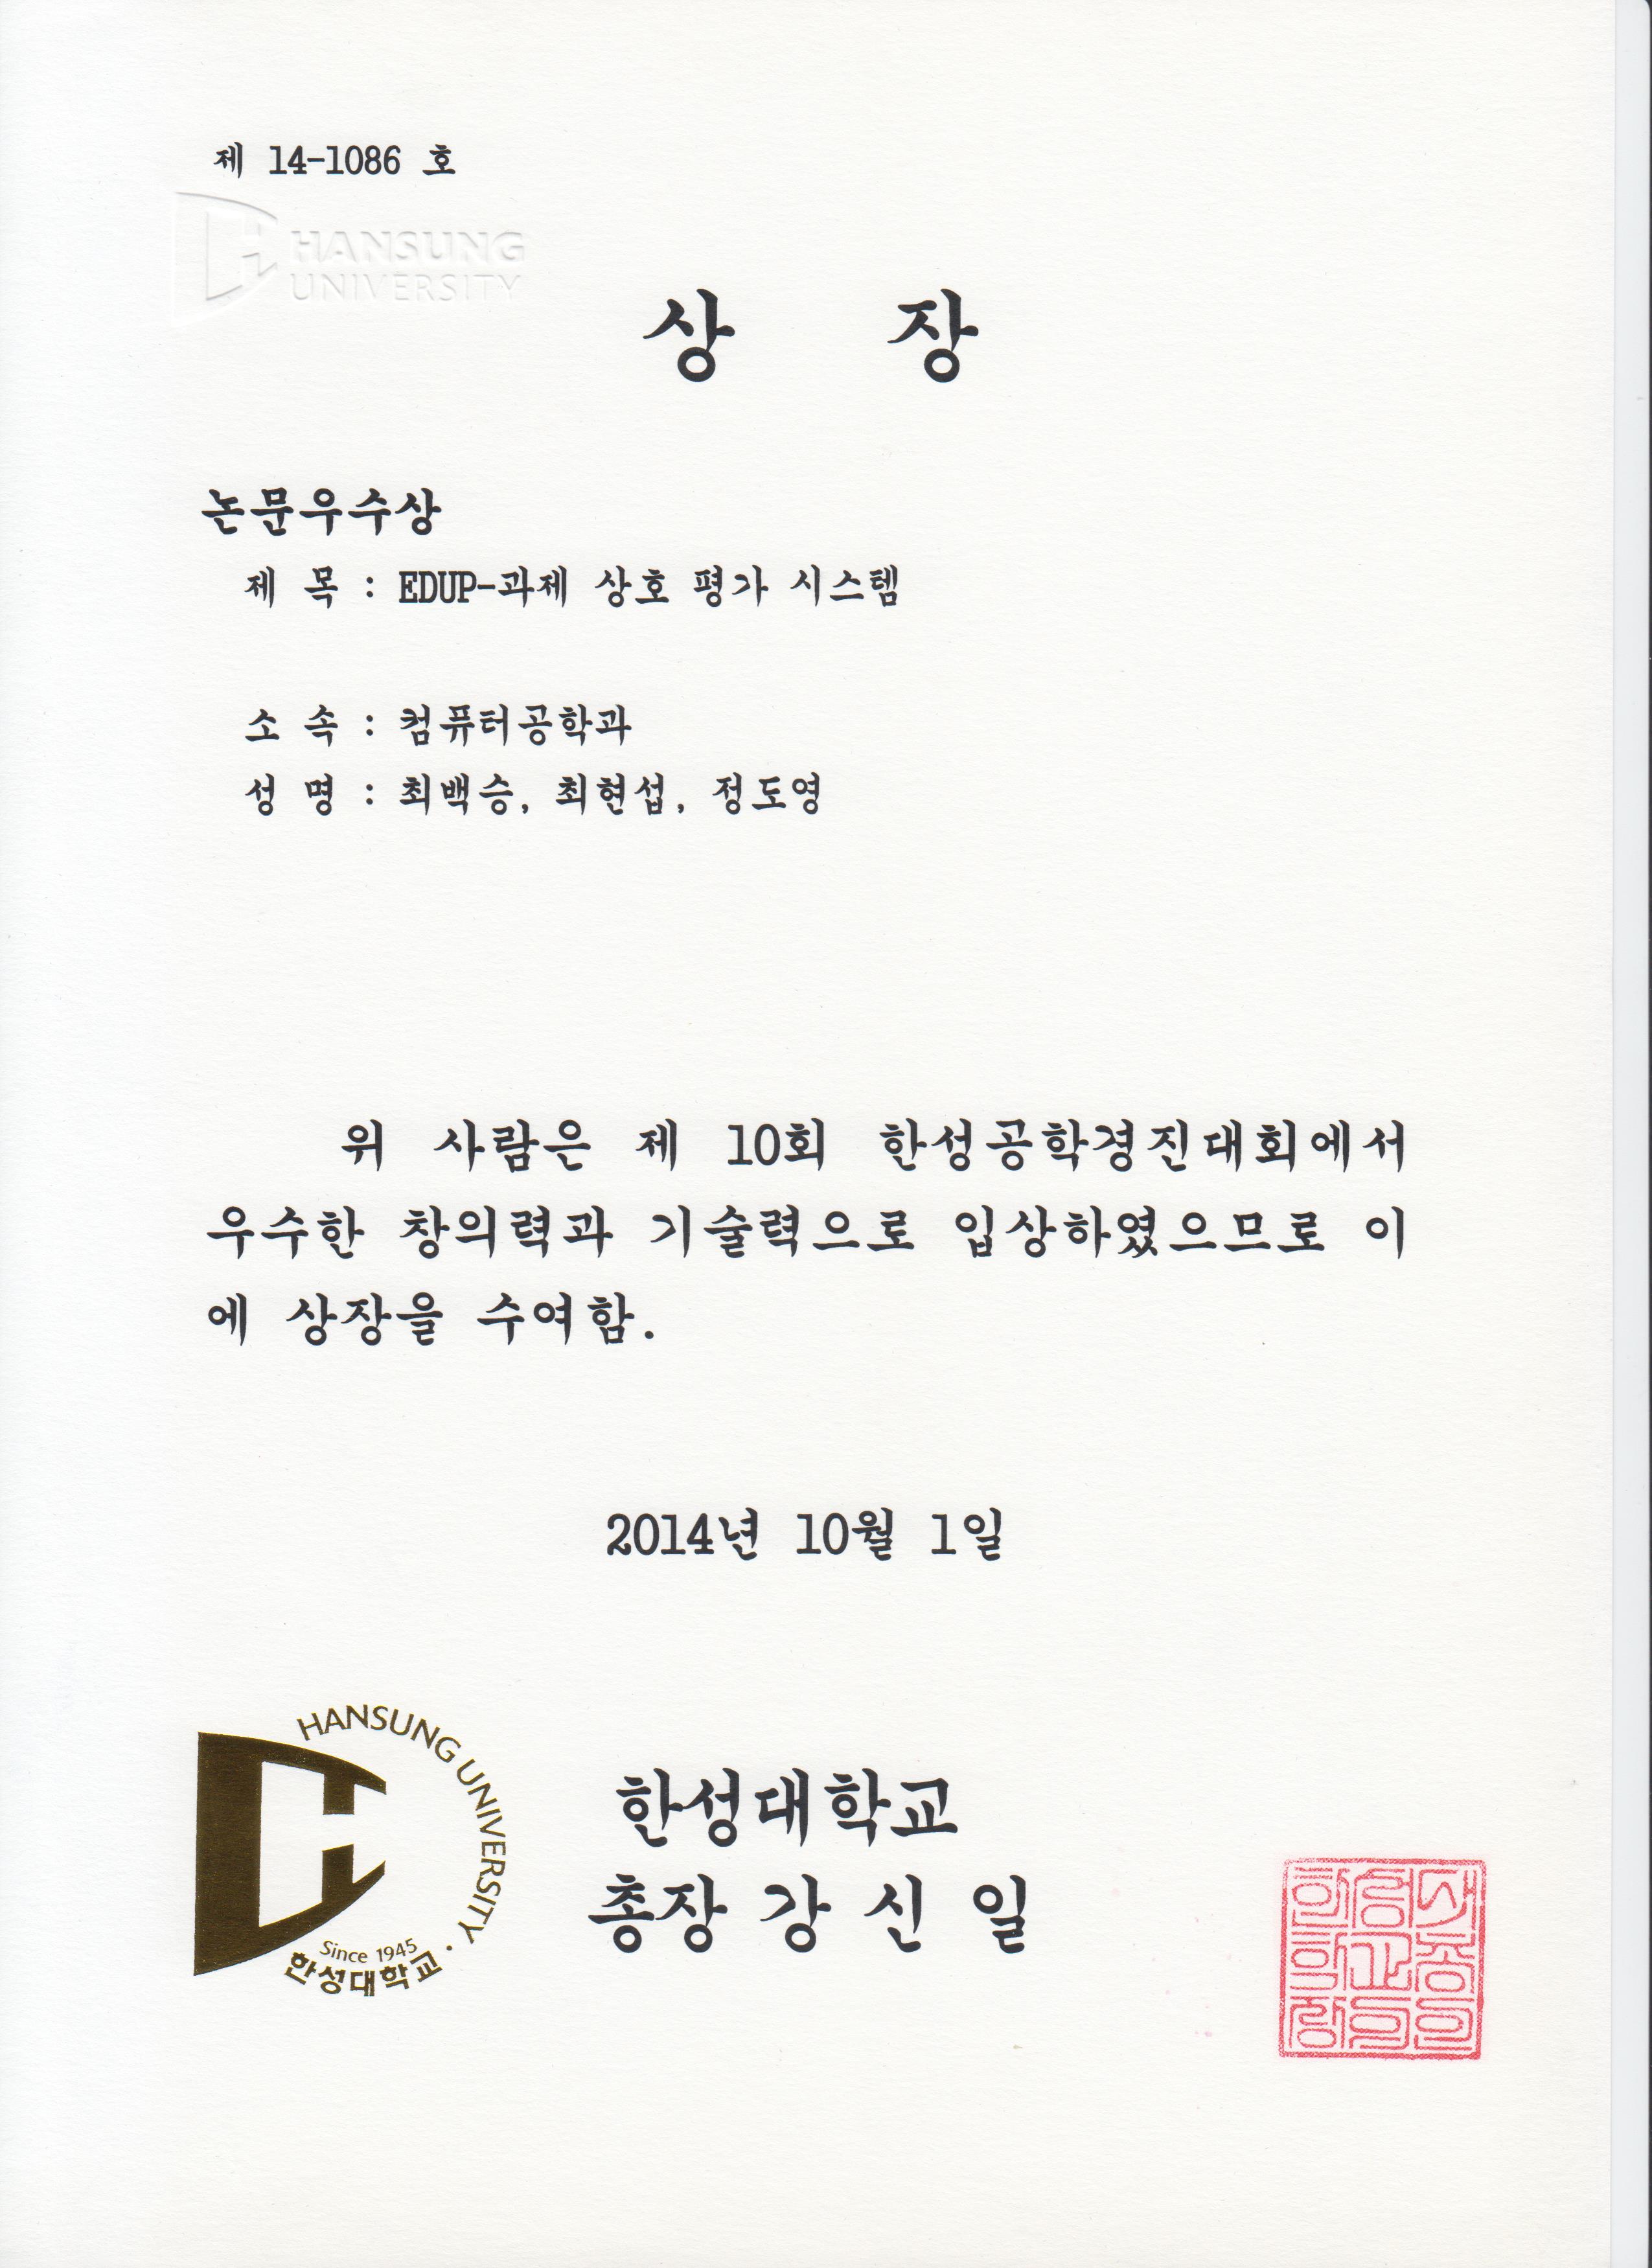 제 14-1086 호
HANSUNG
UNIVERSITY
상 장
논문우수상
제 목 : EDUP-과제 상호 평가 시스템
소 속 : 컴퓨터공학과
성 명 : 최백승, 최현섭, 정도영
위 사람은 제 10회 한성공학경진대회에서
우수한 창의력과 기술력으로 입상하였으므로 이
에 상장을 수여함.
2014년 10월 1일
HANSUNG UNIVERSITY ·
Since 1945
한성대학교
한성대학교
총장 강 신 일
한성대
학교총
장